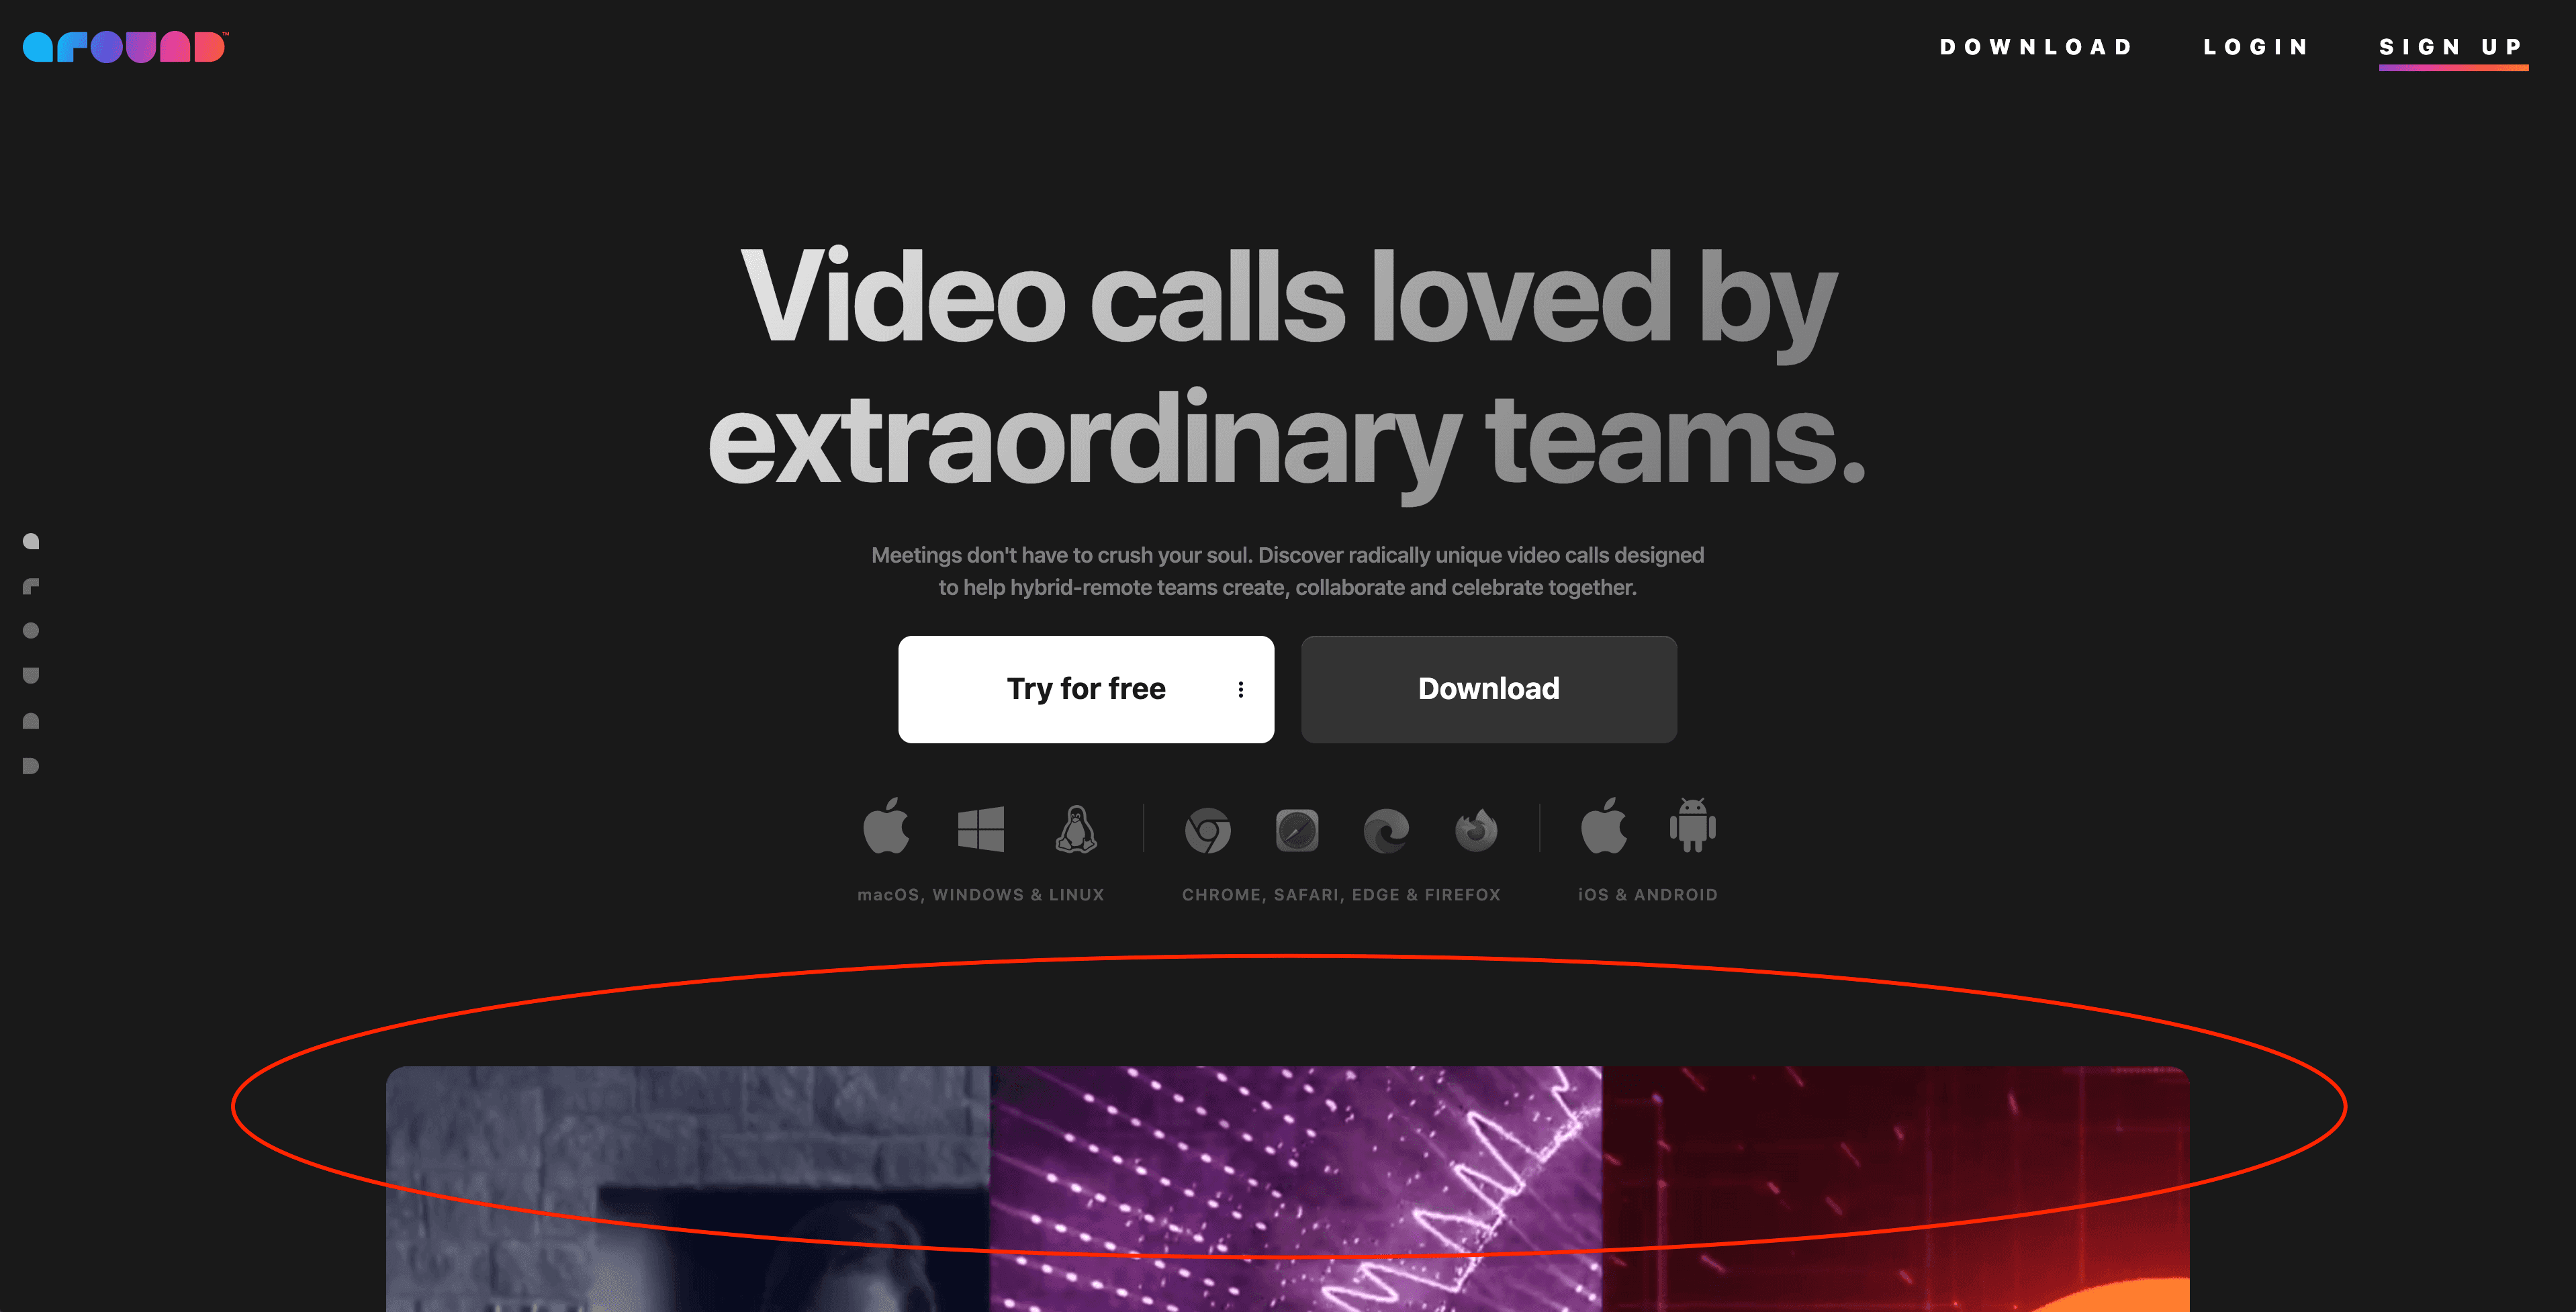 around™
DOWNLOAD
LOGIN
SIGN UP
Video calls loved by
extraordinary teams.
Meetings don't have to crush your soul. Discover radically unique video calls designed
to help hybrid-remote teams create, collaborate and celebrate together.
Try for free
Download
macOS, WINDOWS & LINUX
CHROME, SAFARI, EDGE & FIREFOX
iOS & ANDROID